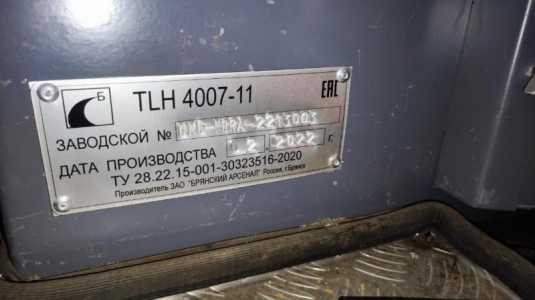 Б
TLH 4007-11
EAC
ЗАВОДСКОЙ №
ДАТА ПРОИЗВОДСТВА 2022 г.
ТУ 28.22.15-001-30323516-2020
Производитель ЗАО "БРЯНСКИЙ АРСЕНАЛ" Россия, г.Брянск